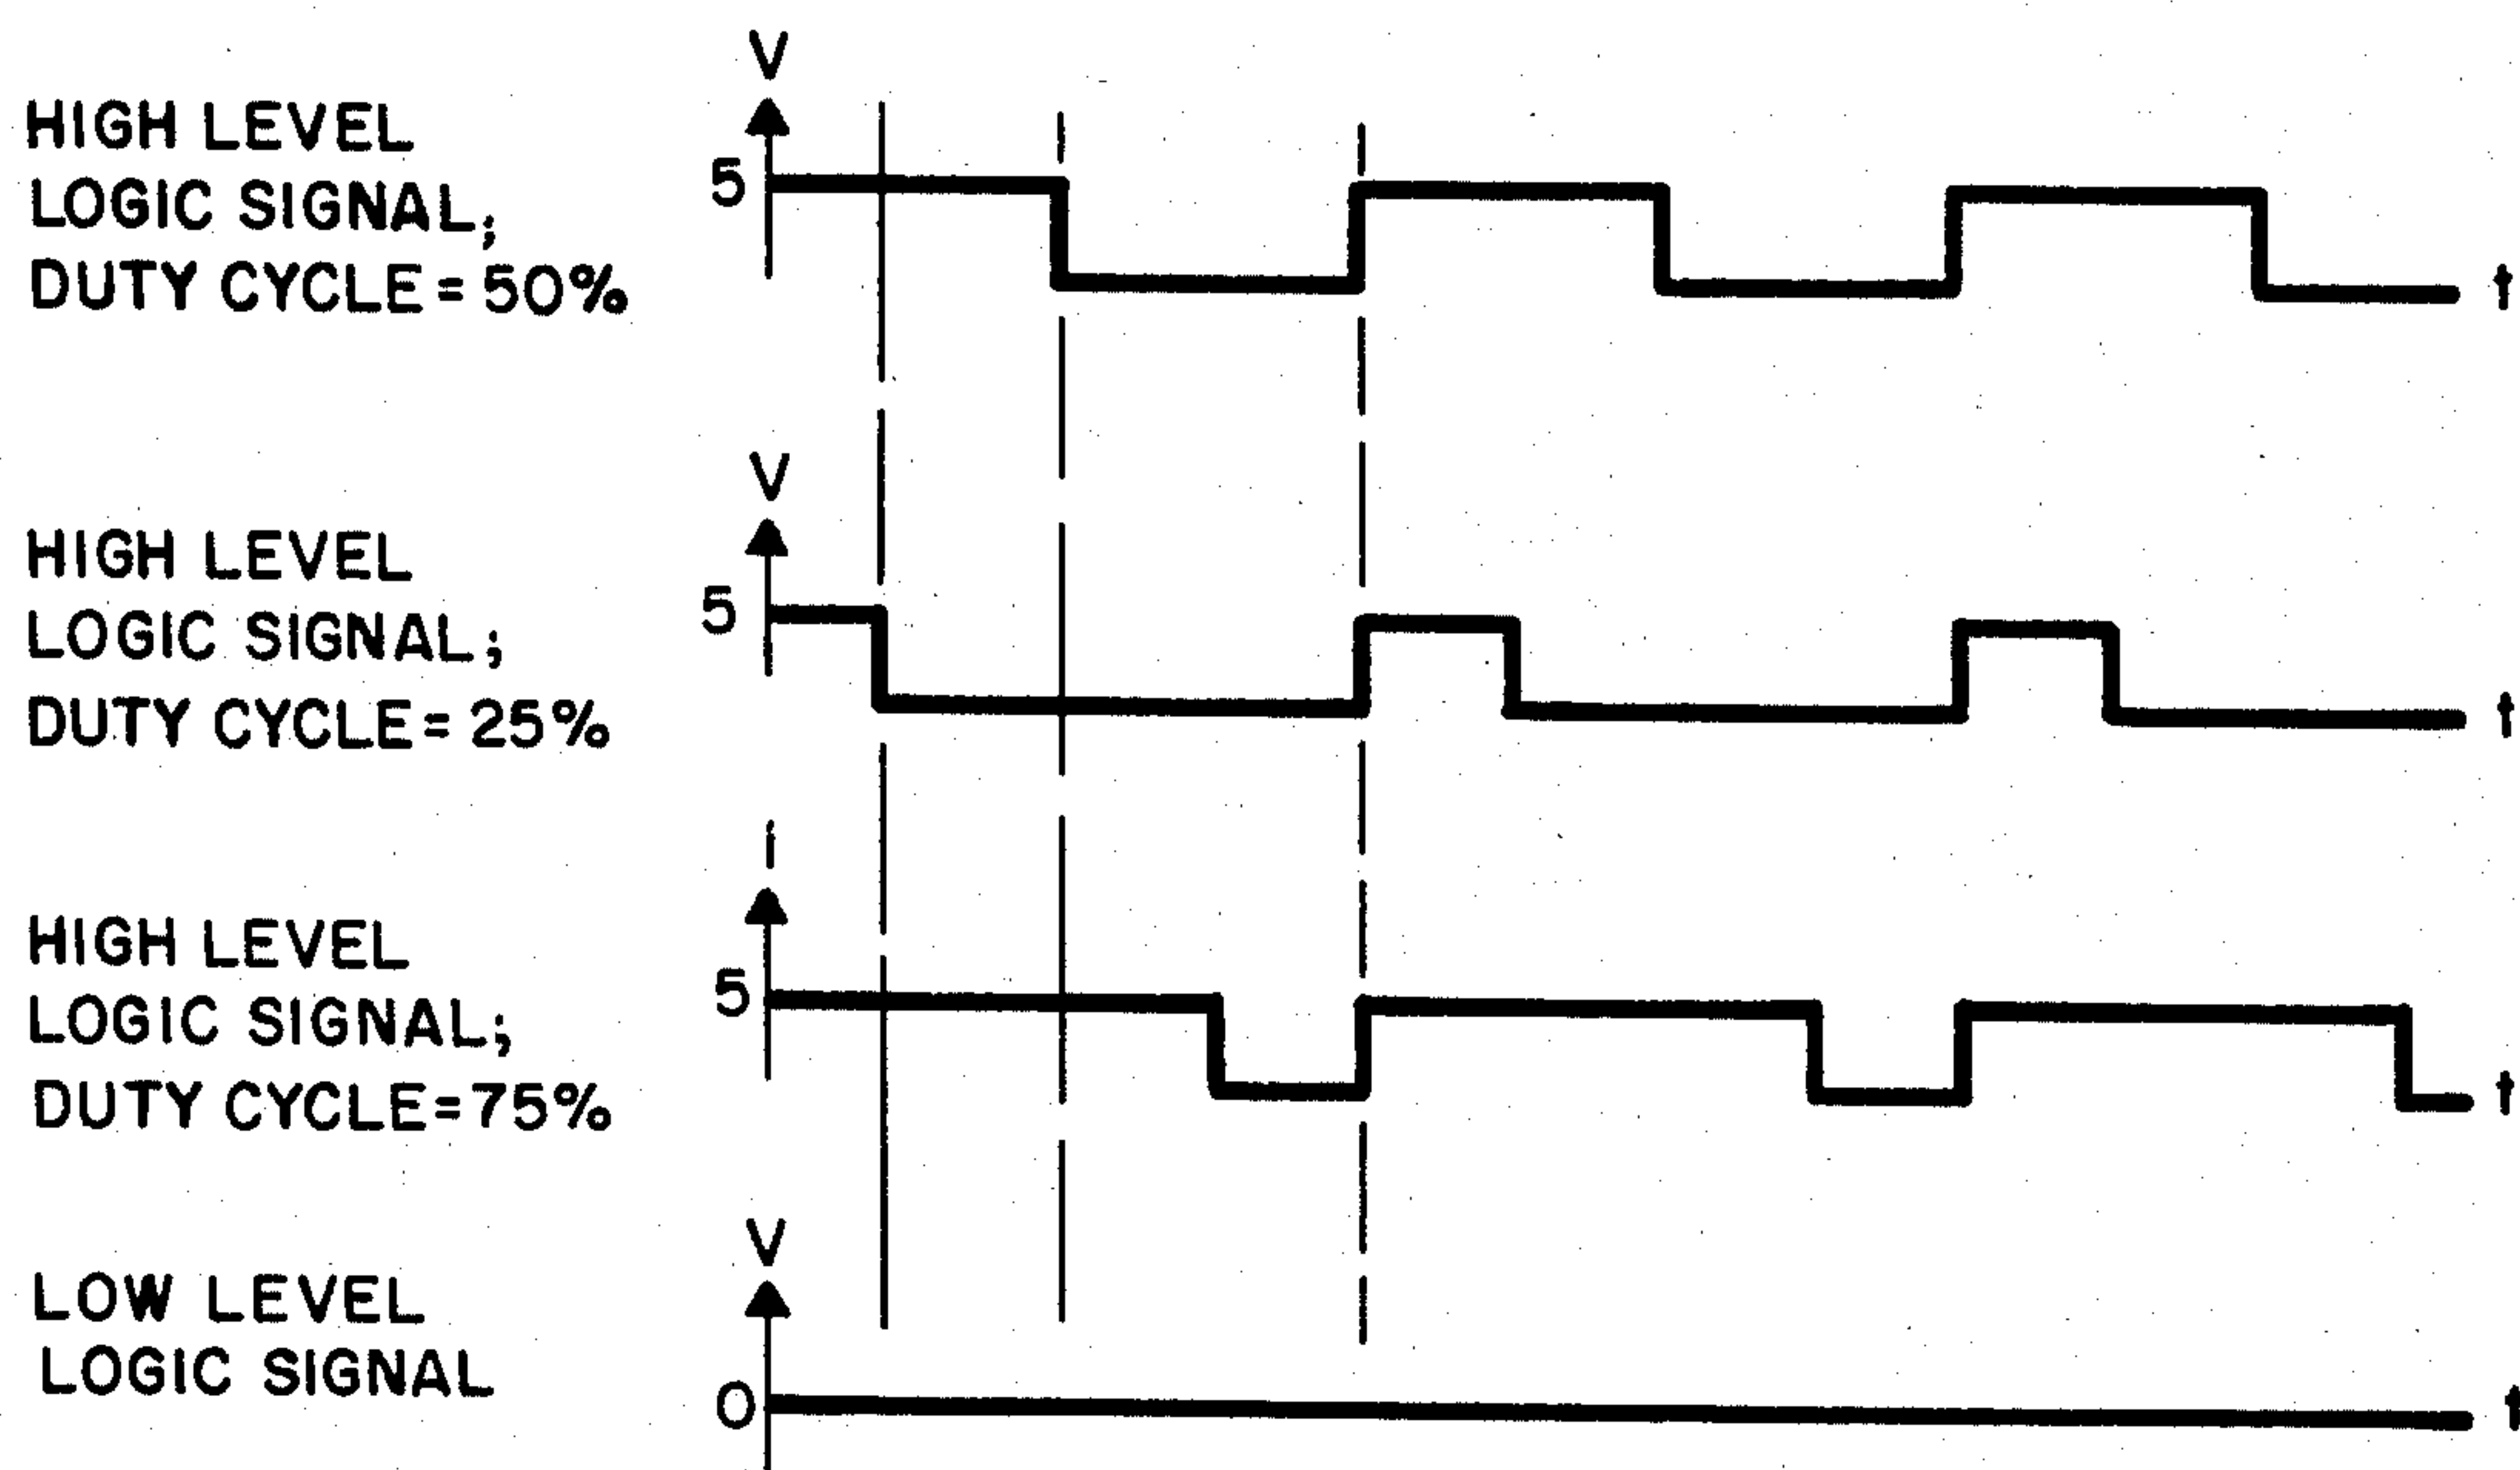 V
HIGH LEVEL
LOGIC SIGNAL;
DUTY CYCLE = 50%
5
t
V
HIGH LEVEL
LOGIC SIGNAL;
DUTY CYCLE = 25%
5
t
I
HIGH LEVEL
LOGIC SIGNAL;
DUTY CYCLE=75%
5
t
V
LOW LEVEL
LOGIC SIGNAL
0
t